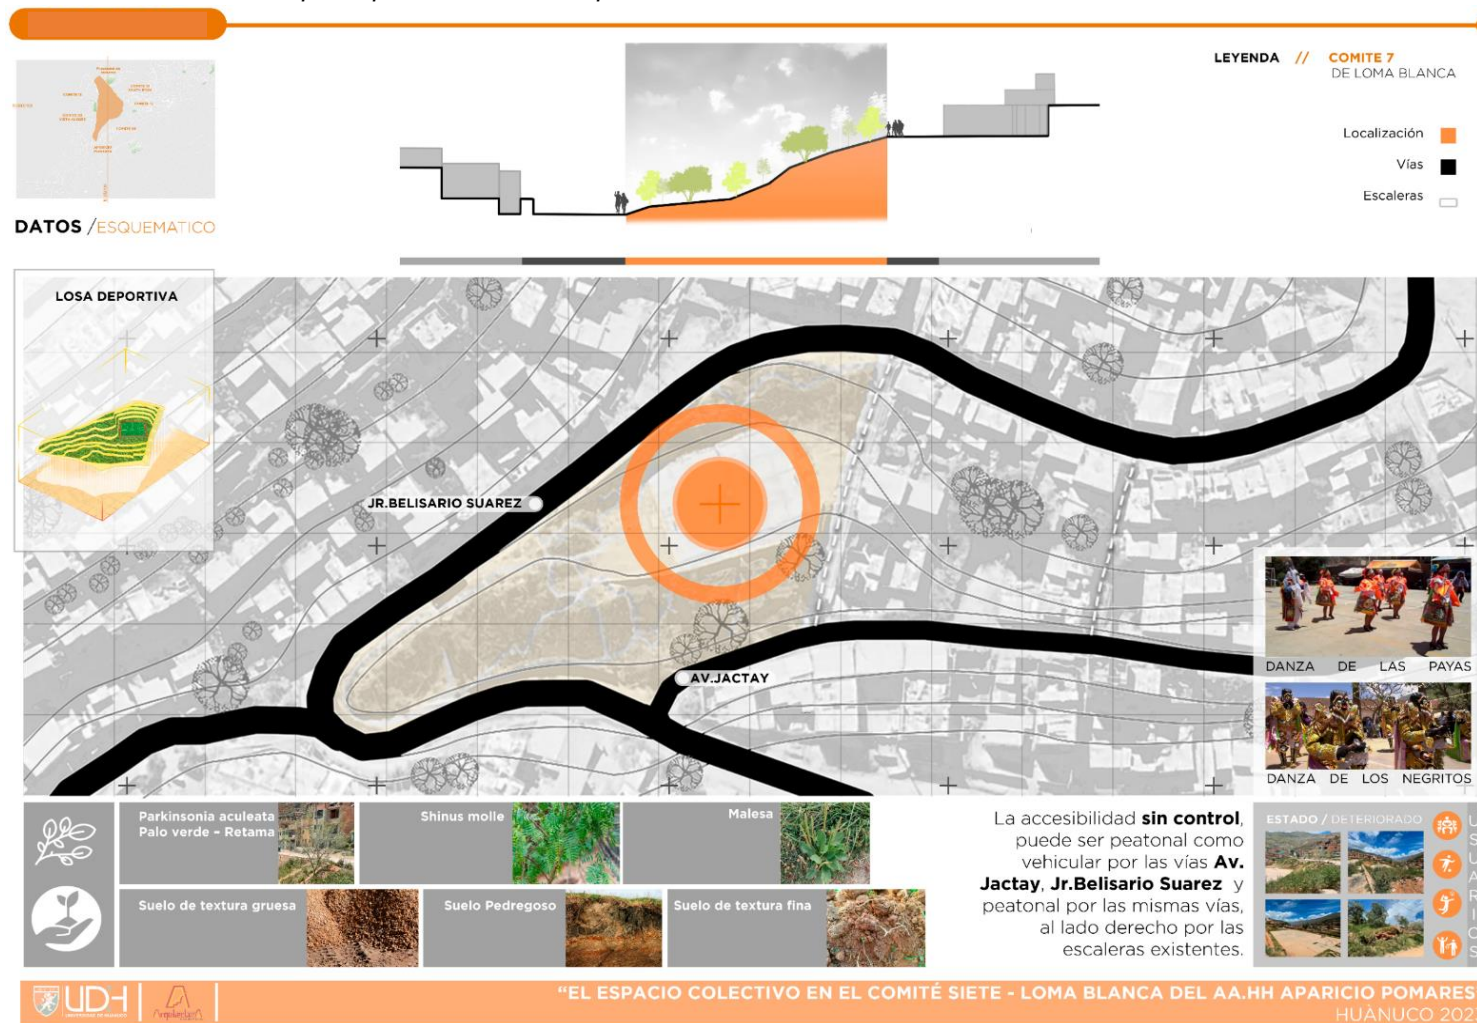 LEYENDA // COMITE 7
DE LOMA BLANCA
Localización
Vías
Escaleras
DATOS /ESQUEMATICO
LOSA DEPORTIVA
JR.BELISARIO SUAREZ
AV.JACTAY
DANZA DE LAS PAYAS
DANZA DE LOS NEGRITOS
Parkinsonia aculeata
Palo verde – Retama
Shinus molle
Malesa
Suelo de textura gruesa
Suelo Pedregoso
Suelo de textura fina
La accesibilidad sin control,
puede ser peatonal como
vehicular por las vías Av.
Jactay, Jr.Belisario Suarez y
peatonal por las mismas vías,
al lado derecho por las
escaleras existentes.
ESTADO / DETERIORADO
USUARIOS
UDH
"EL ESPACIO COLECTIVO EN EL COMITÉ SIETE - LOMA BLANCA DEL AA.HH APARICIO POMARES
HUÀNUCO